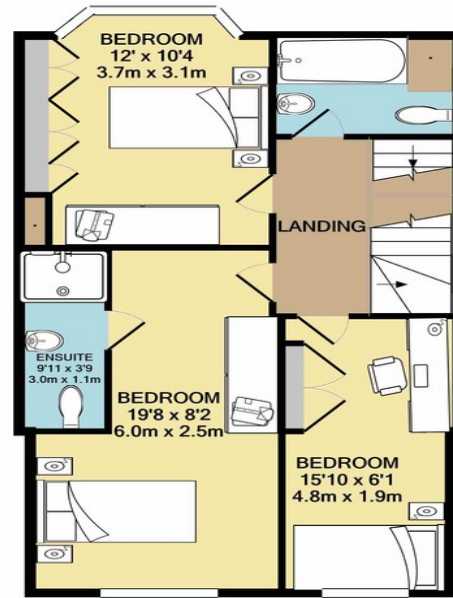 BEDROOM
12' x 10'4
3.7m x 3.1m
LANDING
ENSUITE
9'11 x 3'9
3.0m x 1.1m
BEDROOM
19'8 x 8'2
6.0m x 2.5m
BEDROOM
15'10 x 6'1
4.8m x 1.9m